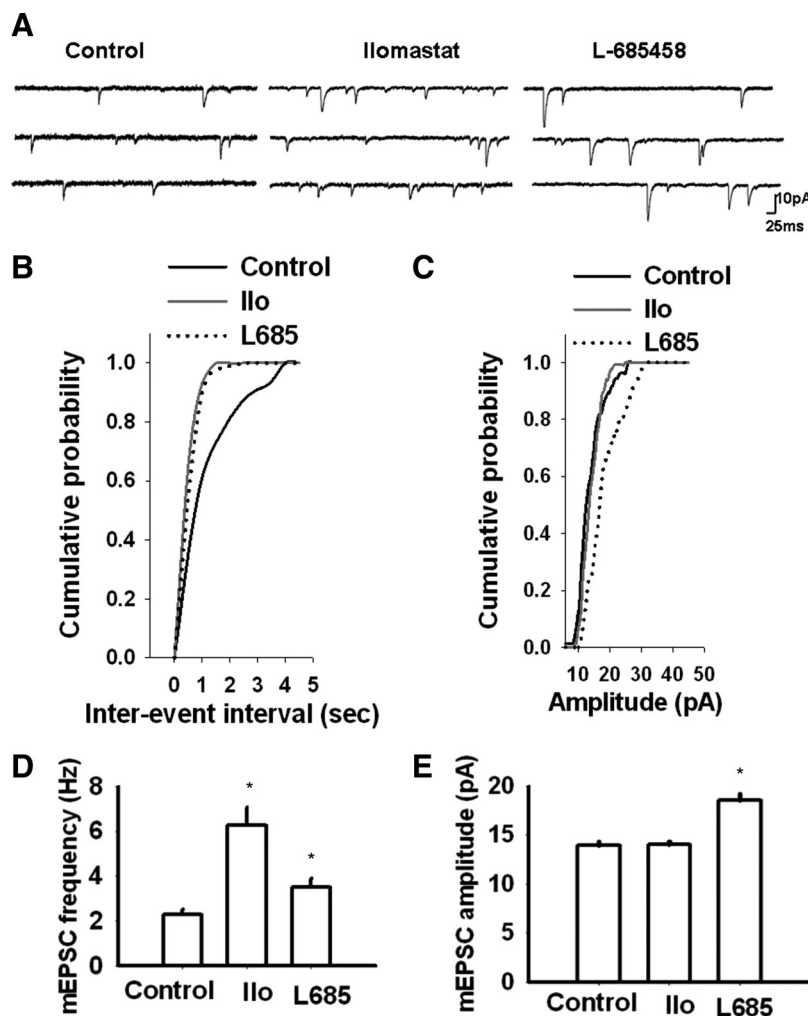 A
Control Ilomastat L-685458
10pA
25ms
B
Control
Ilo
L685
Cumulative probability
1.0
0.8
0.6
0.4
0.2
0.0
0 1 2 3 4 5
Inter-event interval (sec)
C
Control
Ilo
L685
Cumulative probability
1.0
0.8
0.6
0.4
0.2
0.0
10 20 30 40 50
Amplitude (pA)
D
mEPSC frequency (Hz)
8
6
4
2
0
*
*
Control Ilo L685
E
mEPSC amplitude (pA)
20
15
10
5
0
*
Control Ilo L685